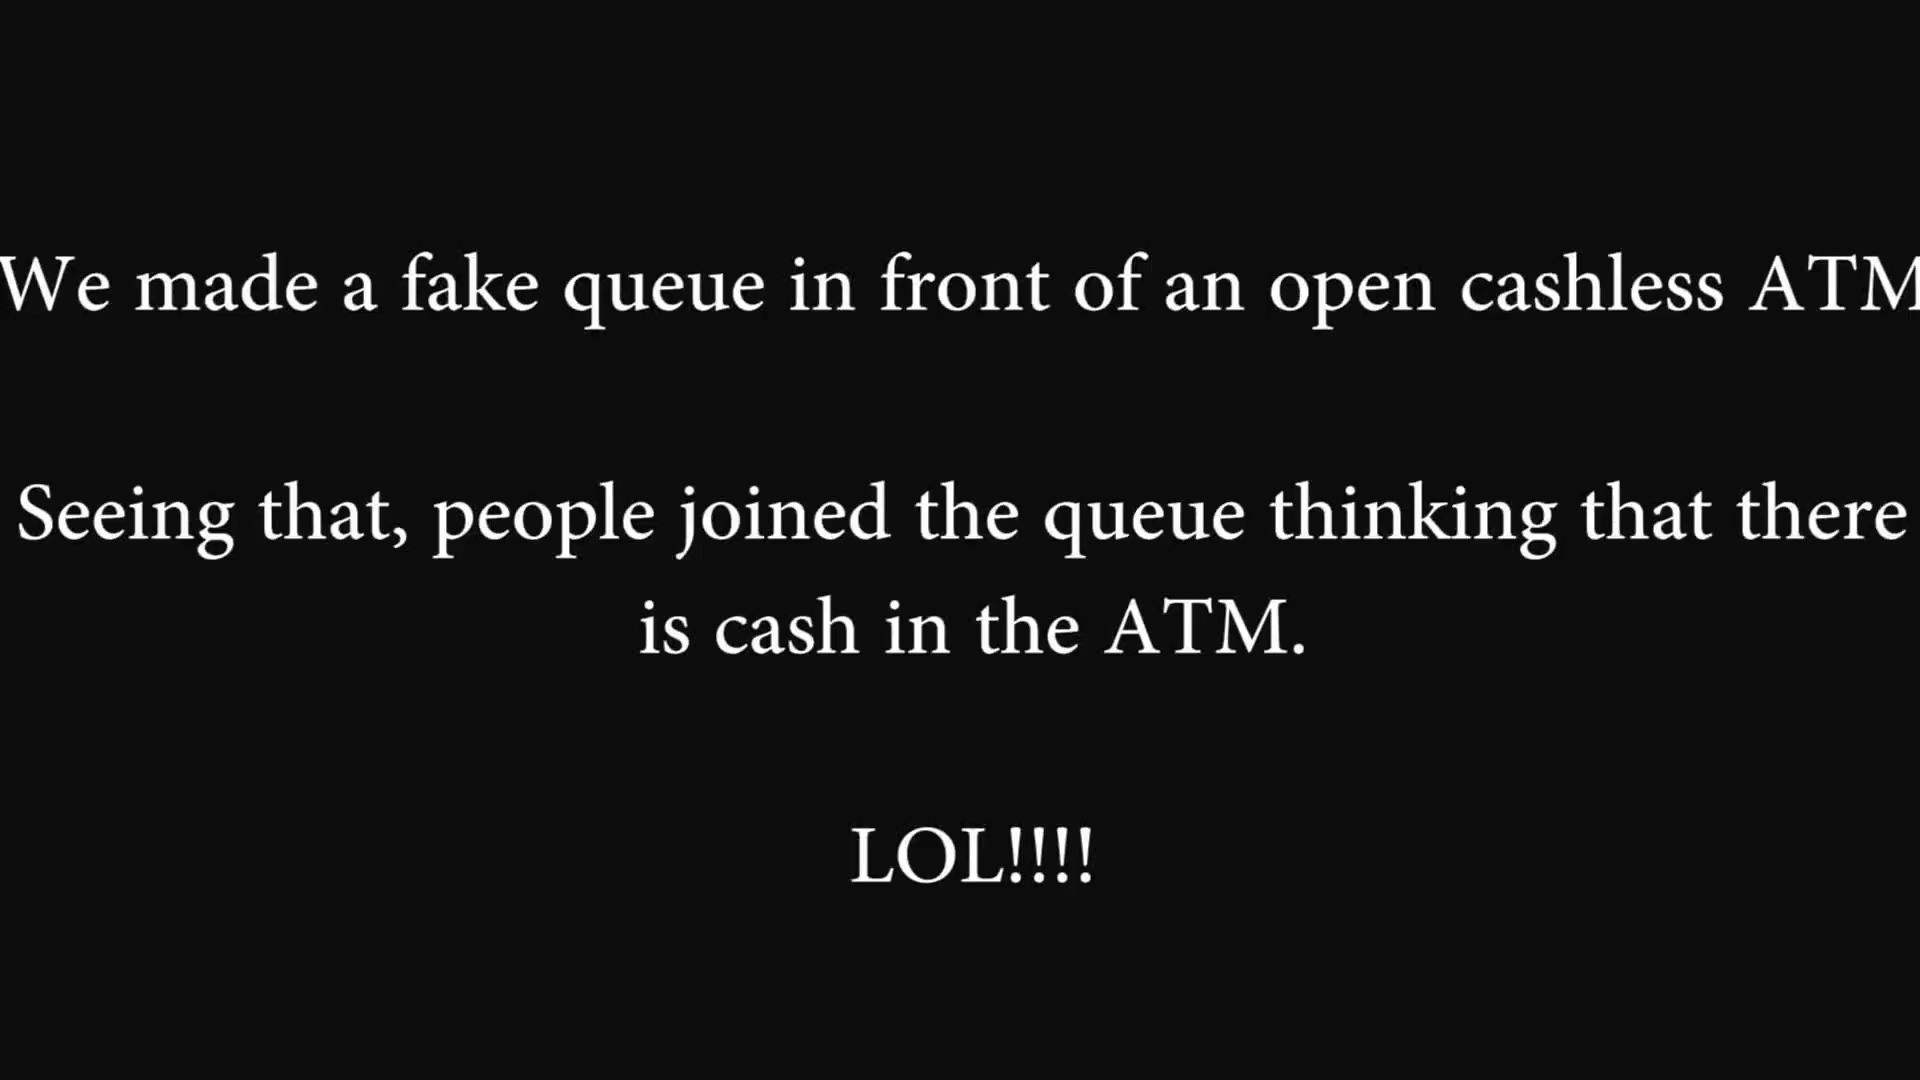 We made a fake queue in front of an open cashless ATM
Seeing that, people joined the queue thinking that there
is cash in the ATM.
LOL!!!!